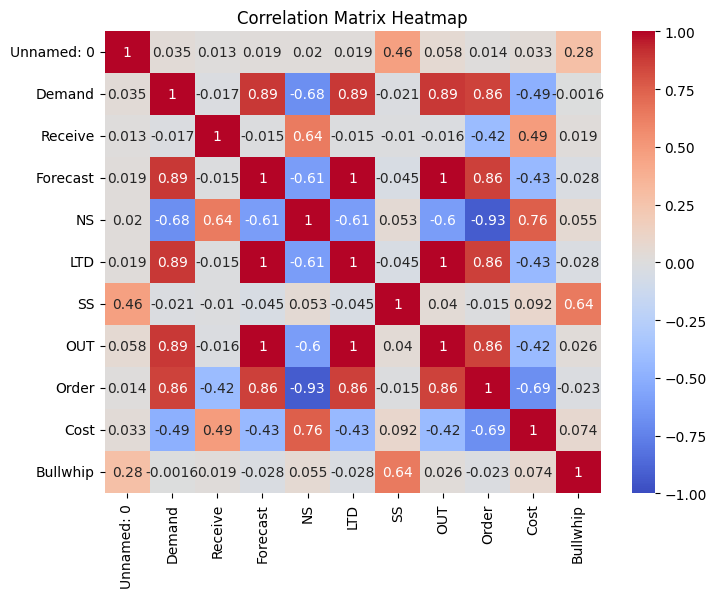 Correlation Matrix Heatmap
Unnamed: 0 1 0.035 0.013 0.019 0.02 0.019 0.46 0.058 0.014 0.033 0.28
Demand 0.035 1 -0.017 0.89 -0.68 0.89 -0.021 0.89 0.86 -0.49 -0.0016
Receive 0.013 -0.017 1 -0.015 0.64 -0.015 -0.01 -0.016 -0.42 0.49 0.019
Forecast 0.019 0.89 -0.015 1 -0.61 1 -0.045 1 0.86 -0.43 -0.028
NS 0.02 -0.68 0.64 -0.61 1 -0.61 0.053 -0.6 -0.93 0.76 0.055
LTD 0.019 0.89 -0.015 1 -0.61 1 -0.045 1 0.86 -0.43 -0.028
SS 0.46 -0.021 -0.01 -0.045 0.053 -0.045 1 0.04 -0.015 0.092 0.64
OUT 0.058 0.89 -0.016 1 -0.6 1 0.04 1 0.86 -0.42 0.026
Order 0.014 0.86 -0.42 0.86 -0.93 0.86 -0.015 0.86 1 -0.69 -0.023
Cost 0.033 -0.49 0.49 -0.43 0.76 -0.43 0.092 -0.42 -0.69 1 0.074
Bullwhip 0.28 -0.0016 0.019 -0.028 0.055 -0.028 0.64 0.026 -0.023 0.074 1
Unnamed: 0
Demand
Receive
Forecast
NS
LTD
SS
OUT
Order
Cost
Bullwhip
1.00
0.75
0.50
0.25
0.00
-0.25
-0.50
-0.75
-1.00